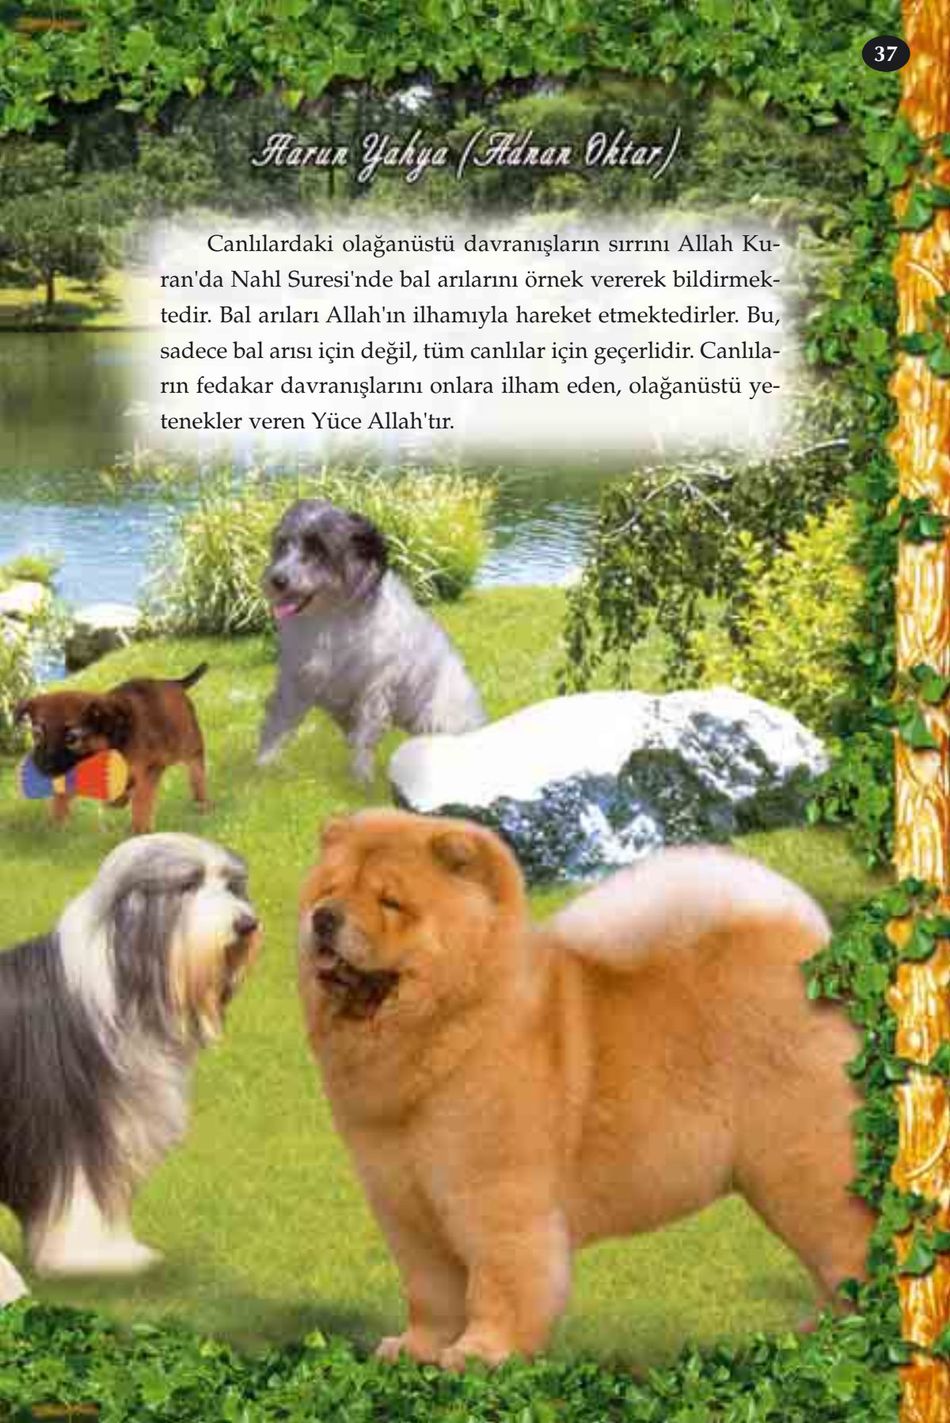 37
Harun Yahya (Adnan Oktar)
Canlılardaki olağanüstü davranışların sırrını Allah Ku-
ran'da Nahl Suresi'nde bal arılarını örnek vererek bildirmek-
tedir. Bal arıları Allah'ın ilhamıyla hareket etmektedirler. Bu,
sadece bal arısı için değil, tüm canlılar için geçerlidir. Canlıla-
rın fedakar davranışlarını onlara ilham eden, olağanüstü ye-
tenekler veren Yüce Allah'tır.